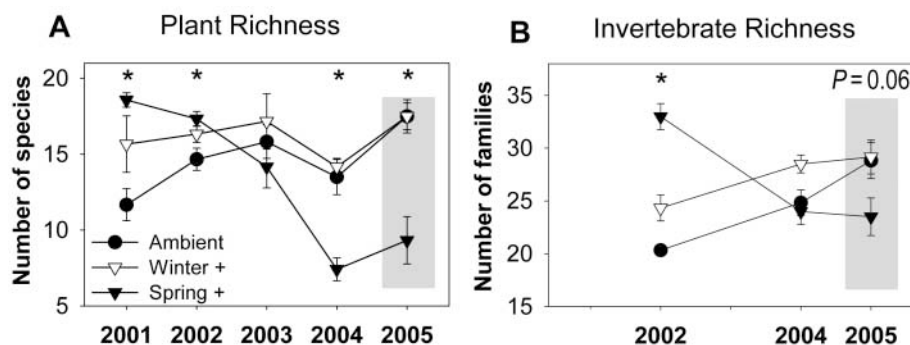 A Plant Richness
Number of species
20
15
10
5
* * * *
Ambient
Winter +
Spring +
2001 2002 2003 2004 2005
B Invertebrate Richness
Number of families
35
30
25
20
15
* P = 0.06
2002 2004 2005